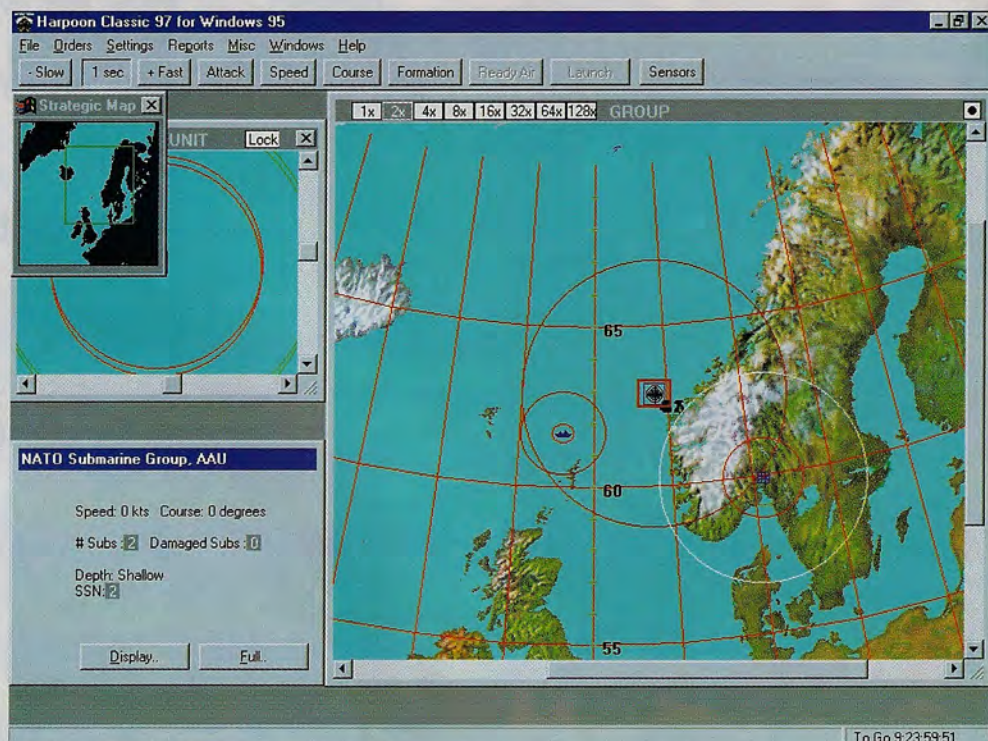 Harpoon Classic 97 for Windows 95
File Orders Settings Reports Misc Windows Help
- Slow 1 sec + Fast Attack Speed Course Formation Ready Air Launch Sensors
Strategic Map
UNIT Lock
1x 2x 4x 8x 16x 32x 64x 128x GROUP
65
60
55
NATO Submarine Group, AAU
Speed: 0 kts Course: 0 degrees
# Subs: 2 Damaged Subs: 0
Depth: Shallow
SSN: 2
Display.. Full..
To Go 9:23:59:51